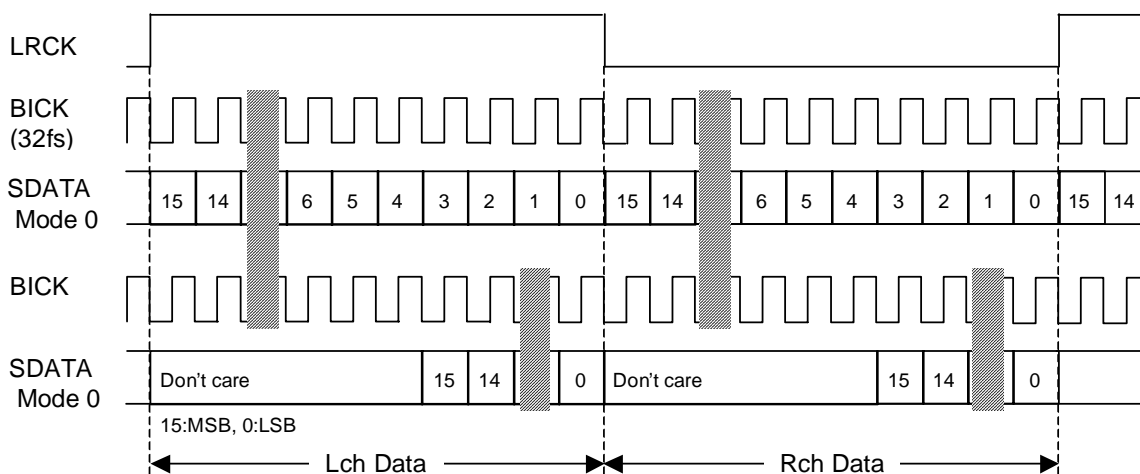 LRCK
BICK
(32fs)
SDATA
Mode 0
15 14 6 5 4 3 2 1 0 15 14 6 5 4 3 2 1 0 15 14
BICK
SDATA
Mode 0
Don't care 15 14 0 Don't care 15 14 0
15:MSB, 0:LSB
Lch Data Rch Data